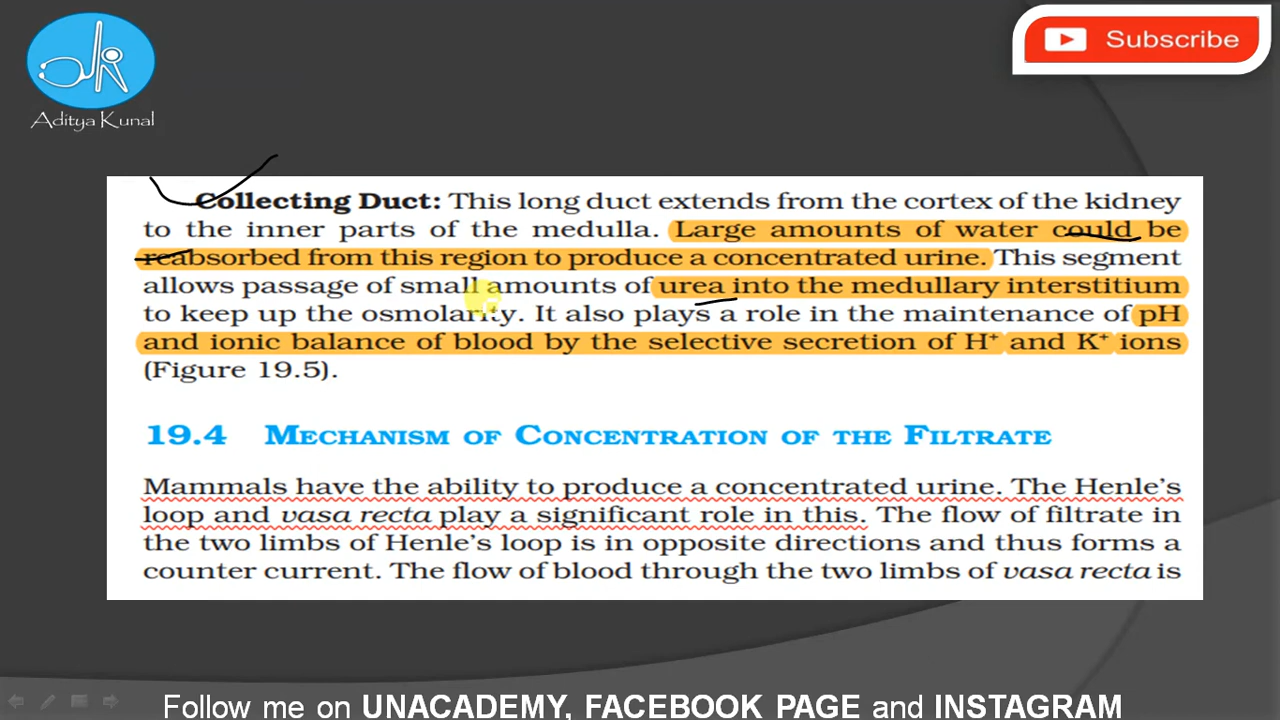 Subscribe
Aditya Kunal
Collecting Duct: This long duct extends from the cortex of the kidney
to the inner parts of the medulla. Large amounts of water could be
reabsorbed from this region to produce a concentrated urine. This segment
allows passage of small amounts of urea into the medullary interstitium
to keep up the osmolarity. It also plays a role in the maintenance of pH
and ionic balance of blood by the selective secretion of H⁺ and K⁺ ions
(Figure 19.5).
19.4 MECHANISM OF CONCENTRATION OF THE FILTRATE
Mammals have the ability to produce a concentrated urine. The Henle's
loop and vasa recta play a significant role in this. The flow of filtrate in
the two limbs of Henle's loop is in opposite directions and thus forms a
counter current. The flow of blood through the two limbs of vasa recta is
Follow me on UNACADEMY, FACEBOOK PAGE and INSTAGRAM